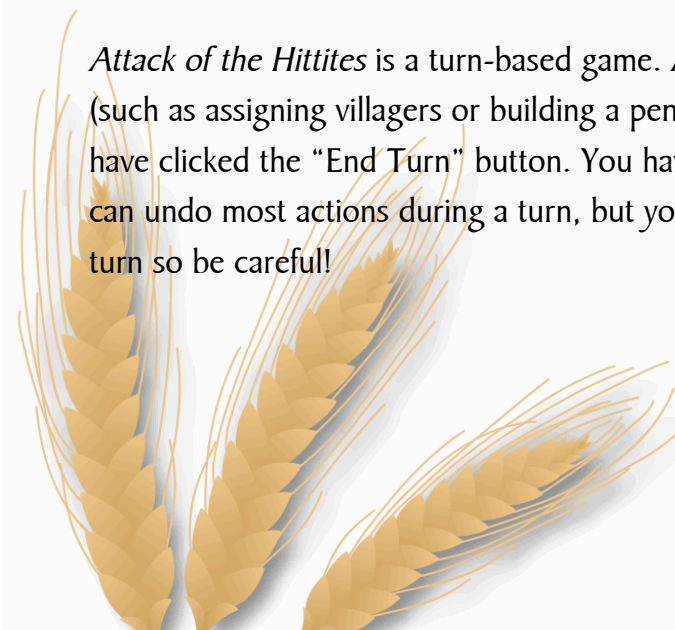 Attack of the Hittites is a turn-based game.
(such as assigning villagers or building a pen
have clicked the “End Turn” button. You hav
can undo most actions during a turn, but yo
turn so be careful!